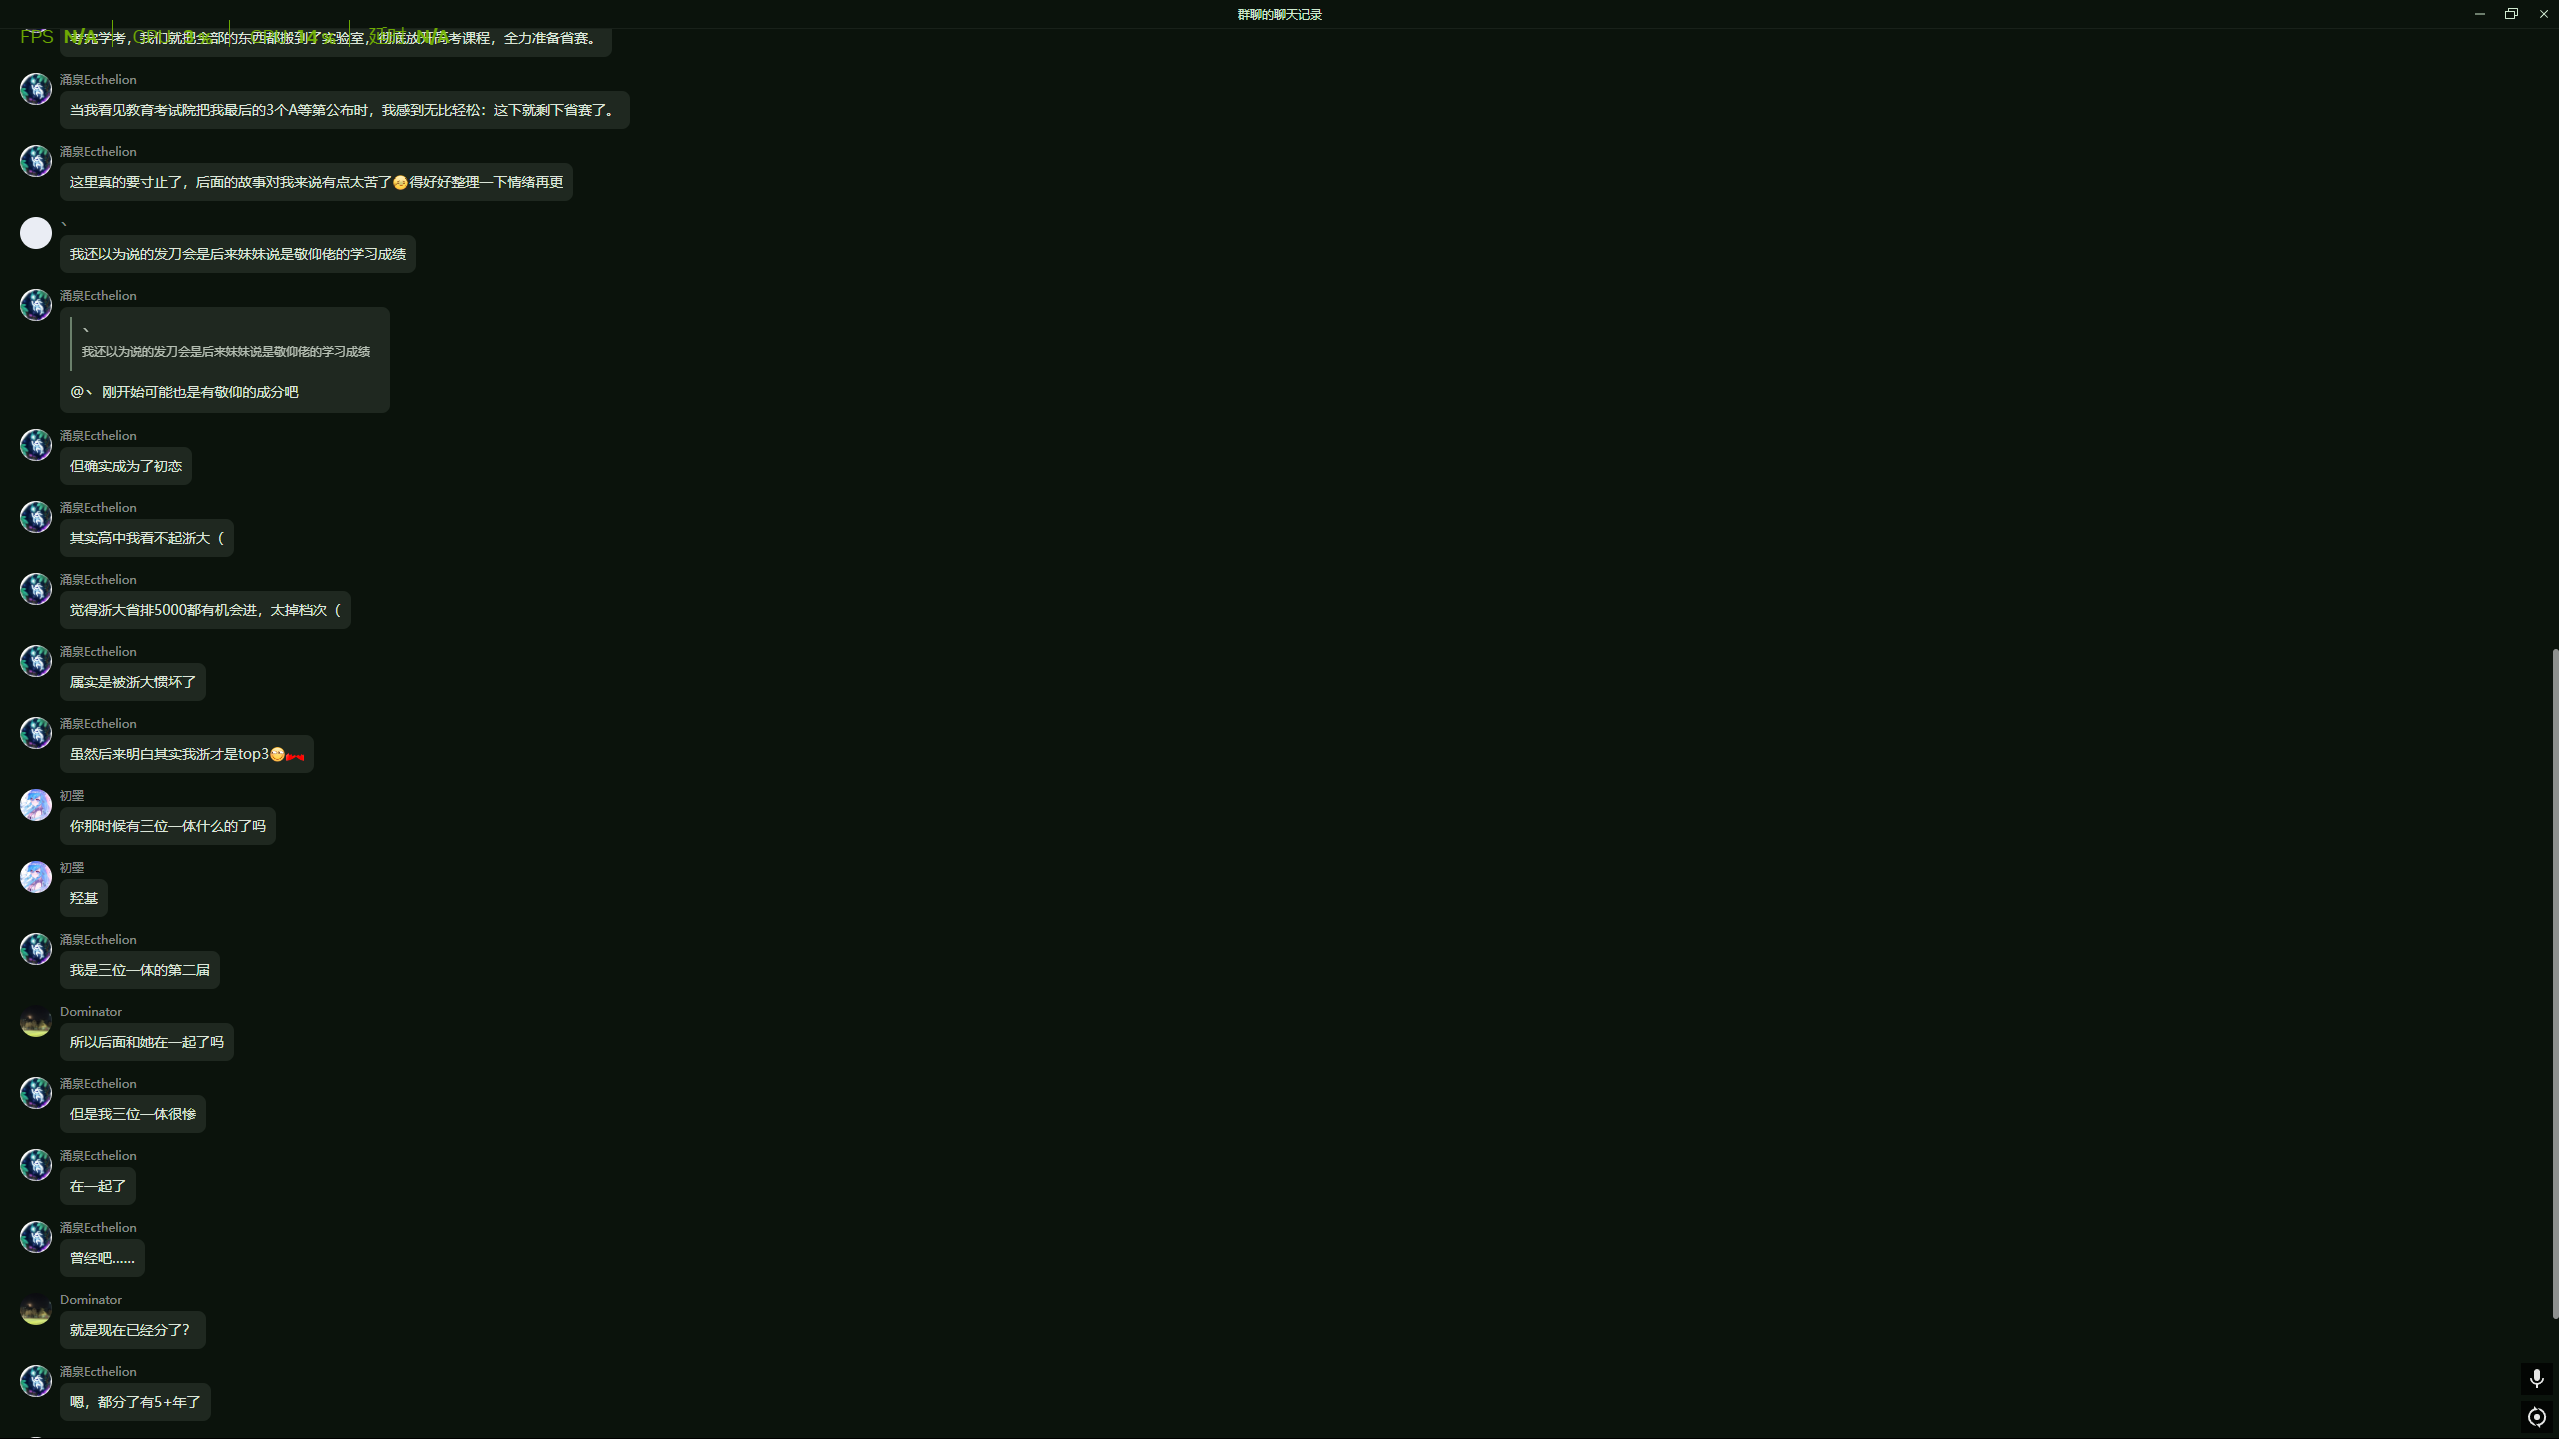 群聊的聊天记录
FPS N/A
考完学考，我们就把全部的东西都搬到了实验室，彻底放弃高考课程，全力准备省赛。
涌泉Ecthelion
当我看见教育考试院把我最后的3个A等第公布时，我感到无比轻松：这下就剩下省赛了。
涌泉Ecthelion
这里真的要寸止了，后面的故事对我来说有点太苦了😔得好好整理一下情绪再更
、
我还以为说的发刀会是后来妹妹说是敬仰佬的学习成绩
涌泉Ecthelion
、
我还以为说的发刀会是后来妹妹说是敬仰佬的学习成绩
@、 刚开始可能也是有敬仰的成分吧
涌泉Ecthelion
但确实成为了初恋
涌泉Ecthelion
其实高中我看不起浙大（
涌泉Ecthelion
觉得浙大省排5000都有机会进，太掉档次（
涌泉Ecthelion
属实是被浙大惯坏了
涌泉Ecthelion
虽然后来明白其实我浙才是top3
初墨
你那时候有三位一体什么的了吗
初墨
羟基
涌泉Ecthelion
我是三位一体的第二届
Dominator
所以后面和她在一起了吗
涌泉Ecthelion
但是我三位一体很惨
涌泉Ecthelion
在一起了
涌泉Ecthelion
曾经吧......
Dominator
就是现在已经分了？
涌泉Ecthelion
嗯，都分了有5+年了